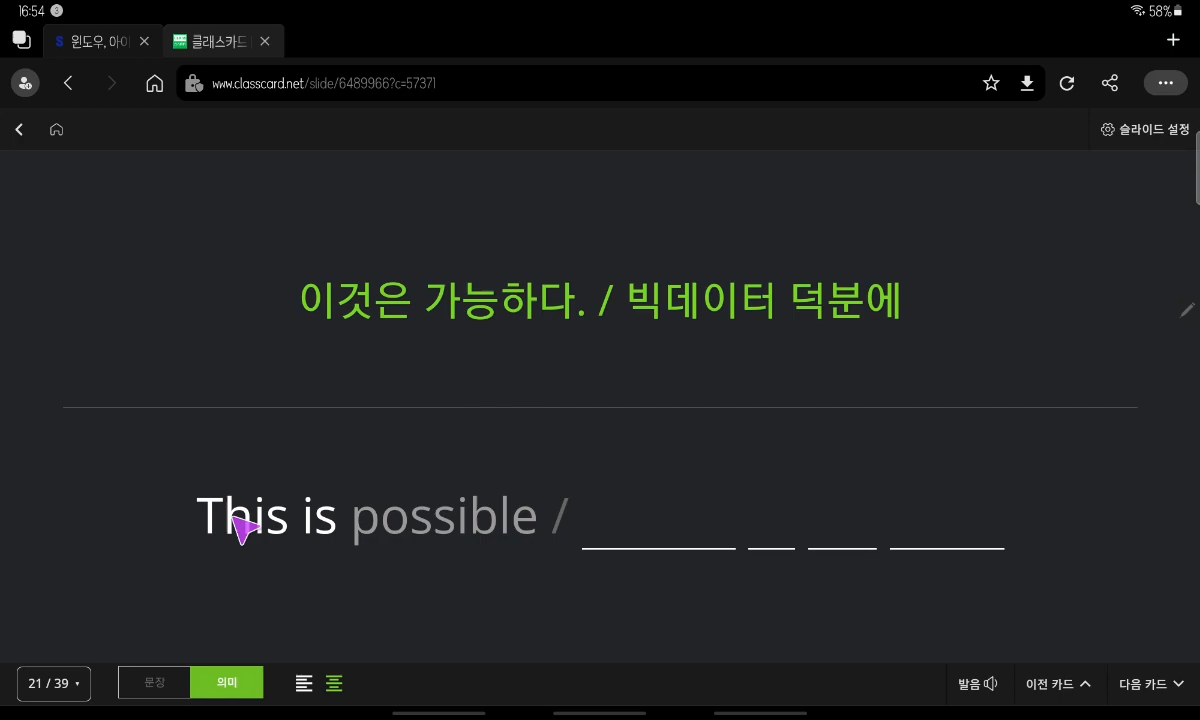 16:54 3
58%
S 윈도우, 아이
클래스카드
www.classcard.net/slide/6489966?c=57371
슬라이드 설정
이것은 가능하다. / 빅데이터 덕분에
This is possible /
21 / 39
문장 의미
발음 이전 카드 다음 카드